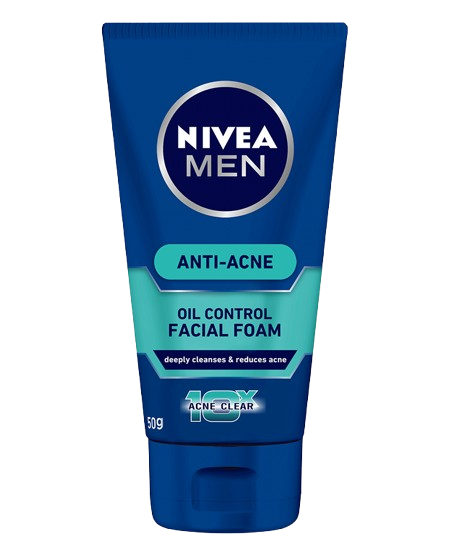 NIVEA
MEN
ANTI-ACNE
OIL CONTROL
FACIAL FOAM
deeply cleanses & reduces acne
10X
ACNE CLEAR
50g